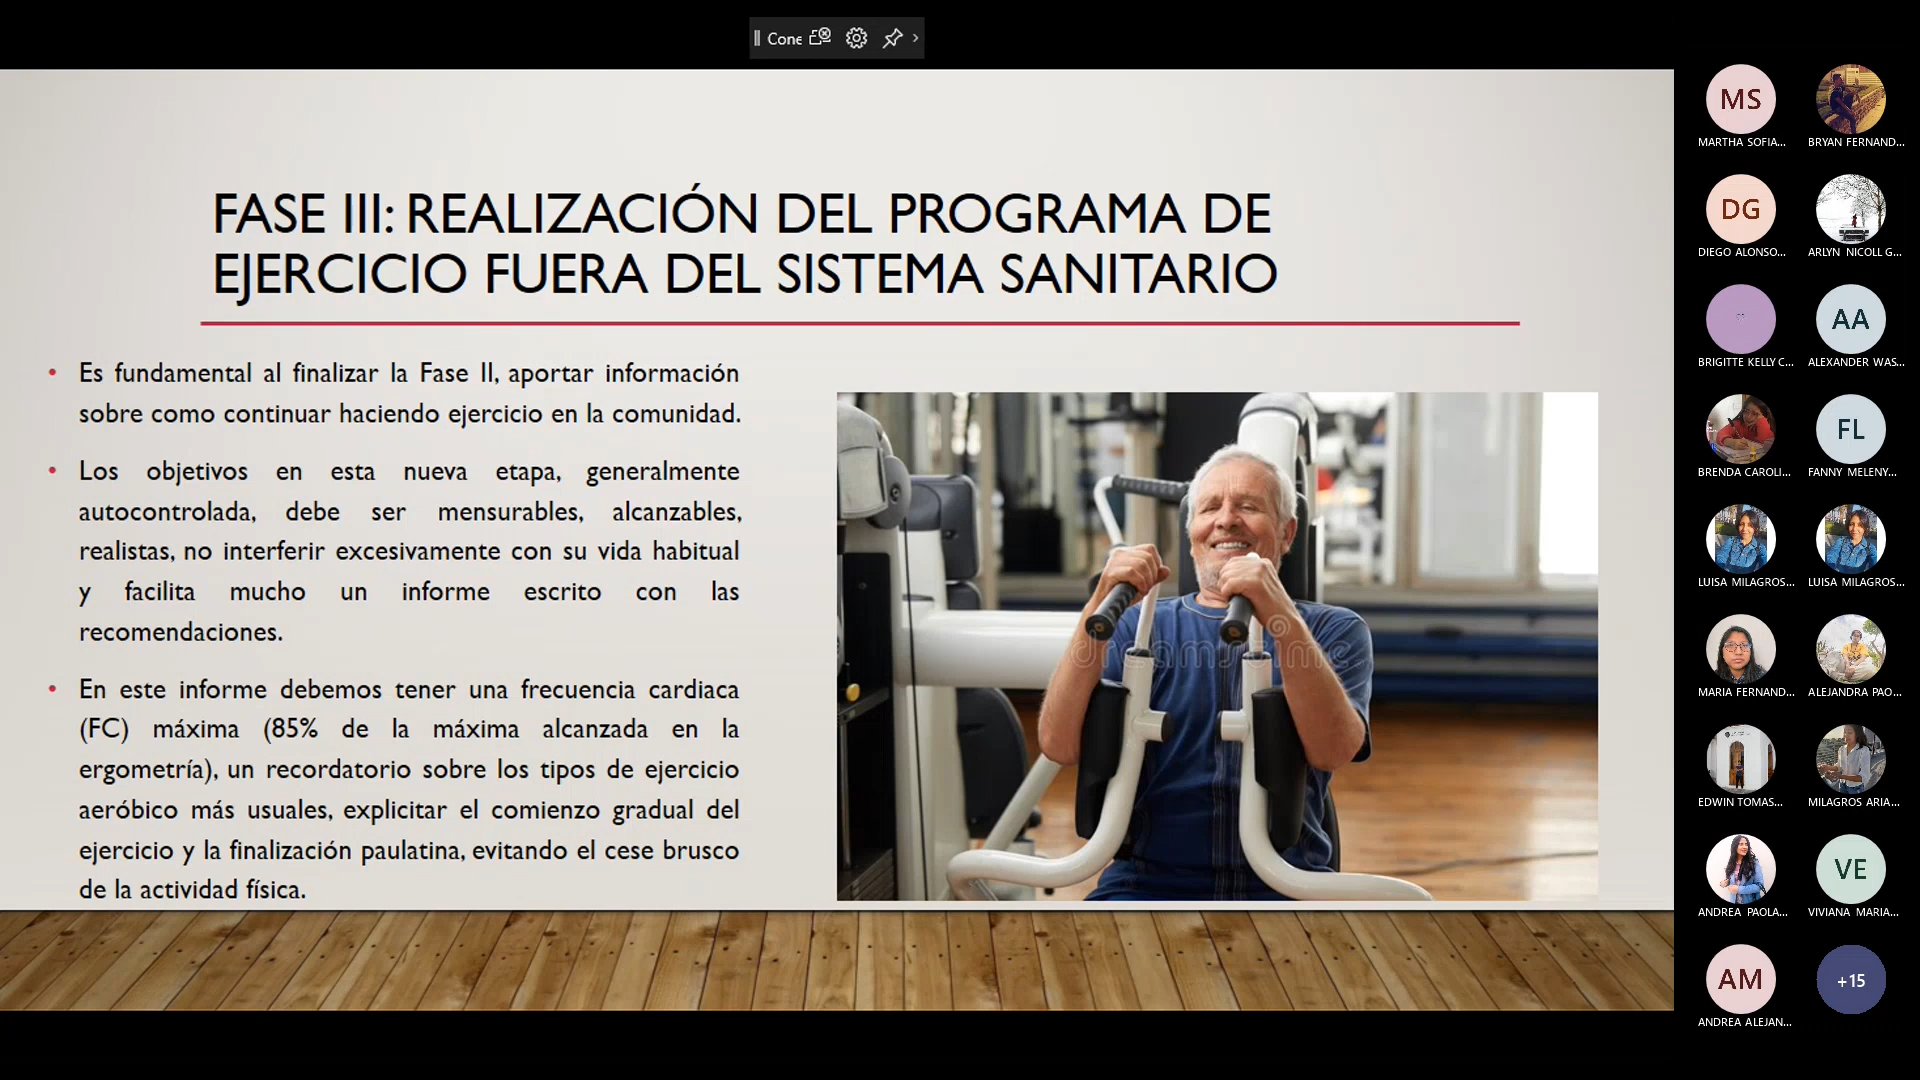 Cone
FASE III: REALIZACIÓN DEL PROGRAMA DE
EJERCICIO FUERA DEL SISTEMA SANITARIO
• Es fundamental al finalizar la Fase II, aportar información
sobre como continuar haciendo ejercicio en la comunidad.
• Los objetivos en esta nueva etapa, generalmente
autocontrolada, debe ser mensurables, alcanzables,
realistas, no interferir excesivamente con su vida habitual
y facilita mucho un informe escrito con las
recomendaciones.
• En este informe debemos tener una frecuencia cardiaca
(FC) máxima (85% de la máxima alcanzada en la
ergometría), un recordatorio sobre los tipos de ejercicio
aeróbico más usuales, explicitar el comienzo gradual del
ejercicio y la finalización paulatina, evitando el cese brusco
de la actividad física.
dreamstime
MS
MARTHA SOFIA...
BRYAN FERNAND...
DG
DIEGO ALONSO...
ARLYN NICOLL G...
BRIGITTE KELLY C...
AA
ALEXANDER WAS...
BRENDA CAROLI...
FL
FANNY MELENY...
LUISA MILAGROS...
LUISA MILAGROS...
MARIA FERNAND...
ALEJANDRA PAO...
EDWIN TOMAS...
MILAGROS ARIA...
ANDREA PAOLA...
VE
VIVIANA MARIA...
AM
ANDREA ALEJAN...
+15